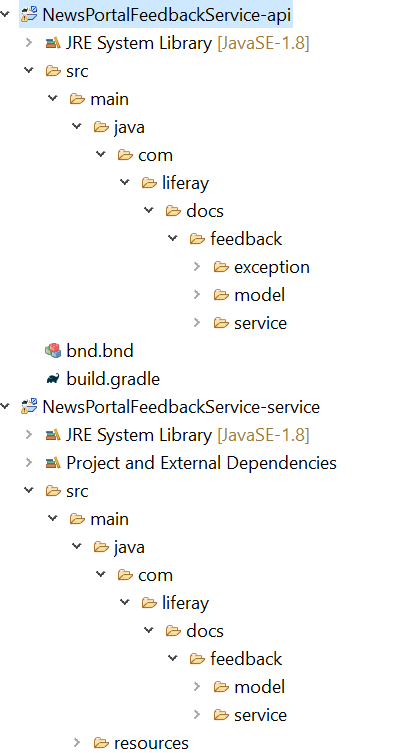 NewsPortalFeedbackService-api
JRE System Library [JavaSE-1.8]
src
main
java
com
liferay
docs
feedback
exception
model
service
bnd.bnd
build.gradle
NewsPortalFeedbackService-service
JRE System Library [JavaSE-1.8]
Project and External Dependencies
src
main
java
com
liferay
docs
feedback
model
service
resources